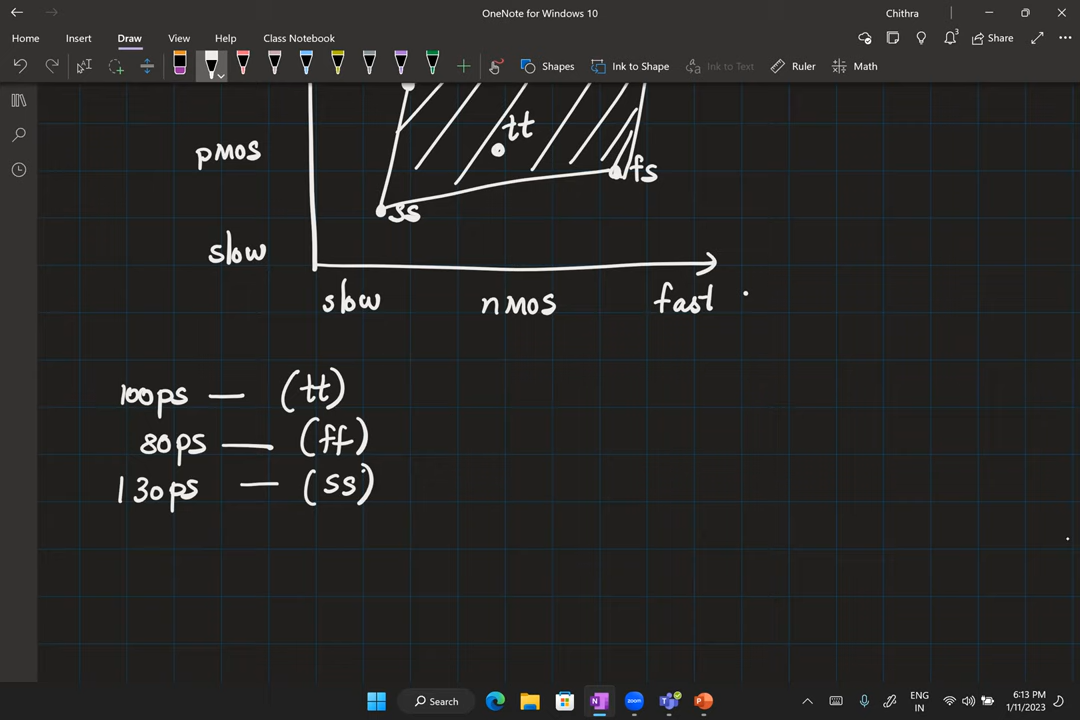 OneNote for Windows 10
Chithra
Home Insert Draw View Help Class Notebook
3 Share
Shapes Ink to Shape Ink to Text Ruler Math
tt
pMOS
fs
ss
slow
slow nMOS fast
100ps — (tt)
80ps — (ff)
130ps — (ss)
Search
zoom
ENG
IN
6:13 PM
1/11/2023